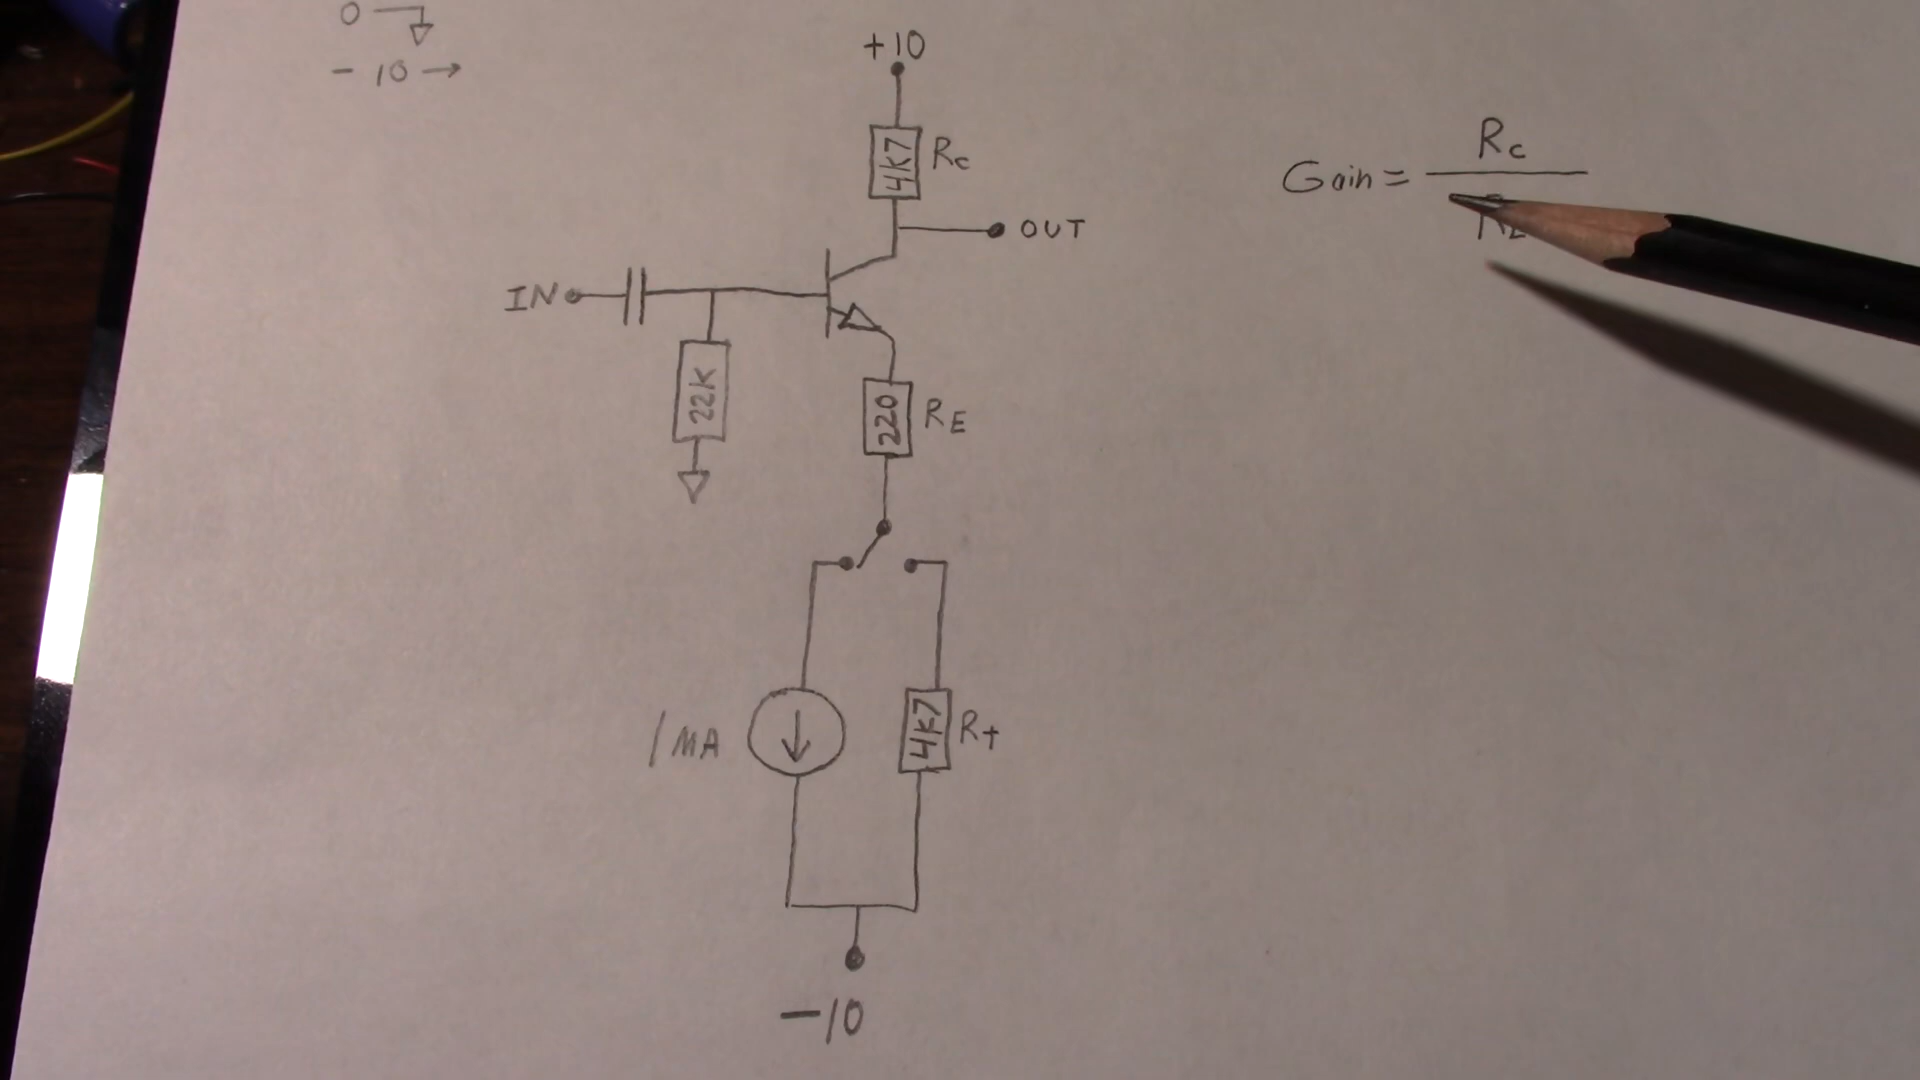 0
- 10 →
+10
4K7 Rc
OUT
IN
22K
220 RE
1MA
4K7 Rt
-10
Gain = Rc